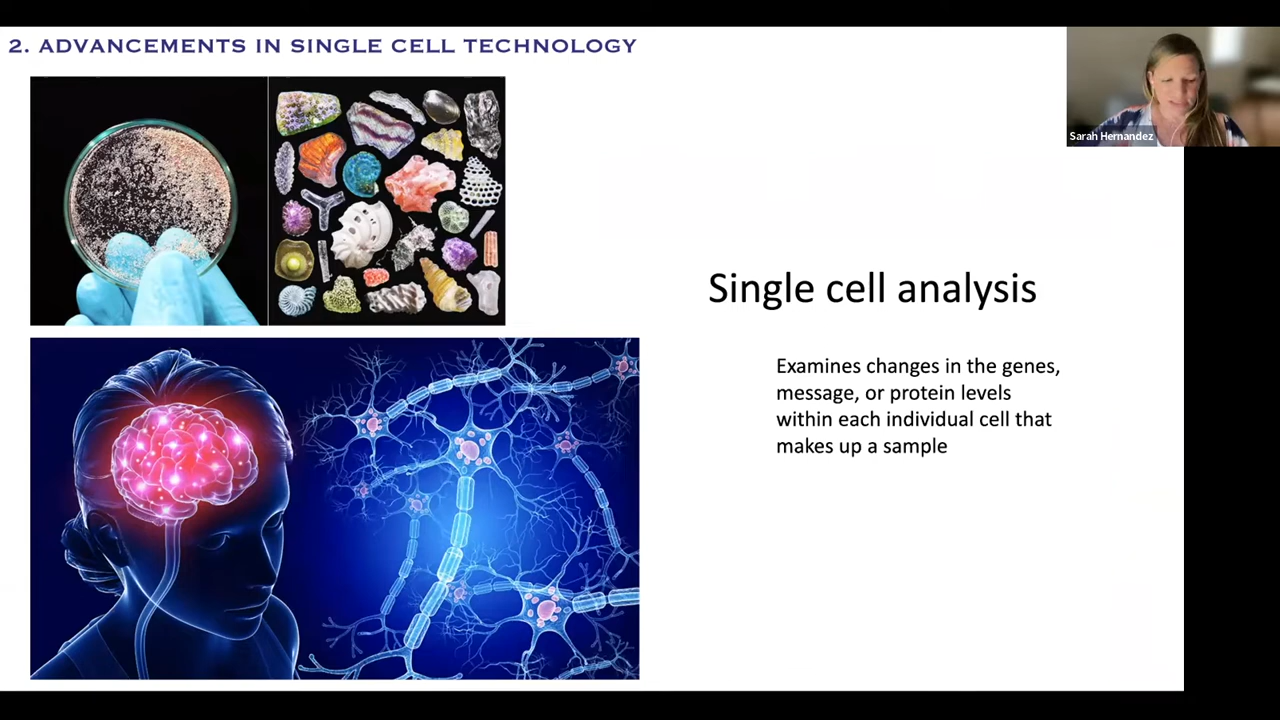 2. ADVANCEMENTS IN SINGLE CELL TECHNOLOGY
Sarah Hernandez
Single cell analysis
Examines changes in the genes,
message, or protein levels
within each individual cell that
makes up a sample